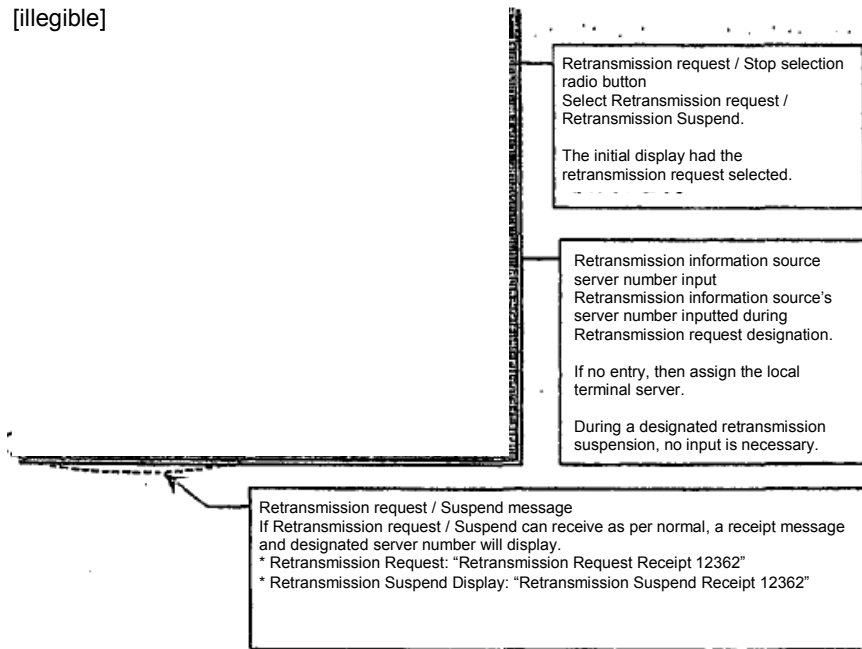 [illegible]
Retransmission request / Stop selection
radio button
Select Retransmission request /
Retransmission Suspend.
The initial display had the
retransmission request selected.
Retransmission information source
server number input
Retransmission information source's
server number inputted during
Retransmission request designation.
If no entry, then assign the local
terminal server.
During a designated retransmission
suspension, no input is necessary.
Retransmission request / Suspend message
If Retransmission request / Suspend can receive as per normal, a receipt message
and designated server number will display.
* Retransmission Request: “Retransmission Request Receipt 12362”
* Retransmission Suspend Display: “Retransmission Suspend Receipt 12362”